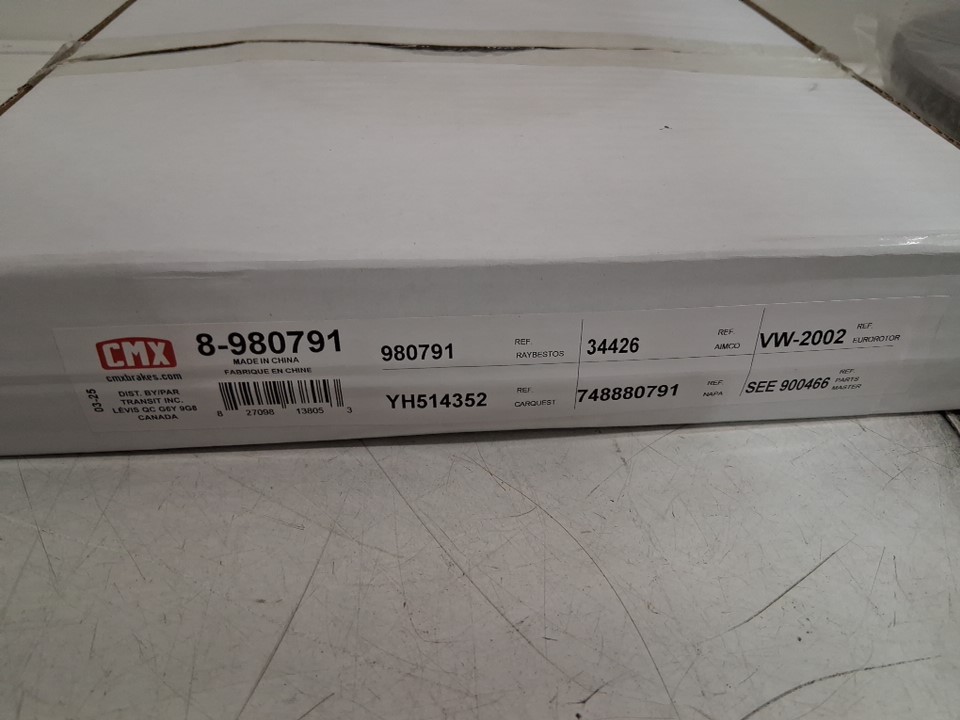 CMX
cmxbrakes.com
8-980791
MADE IN CHINA
FABRIQUE EN CHINE
03-25
DIST. BY/PAR
TRANSIT INC.
LÉVIS QC G6Y 9G8
CANADA
8 27098 13805 3
980791 REF. RAYBESTOS
34426 REF. AIMCO
VW-2002 REF. EUROROTOR
YH514352 REF. CARQUEST
748880791 REF. NAPA
SEE 900466 REF. PARTS MASTER